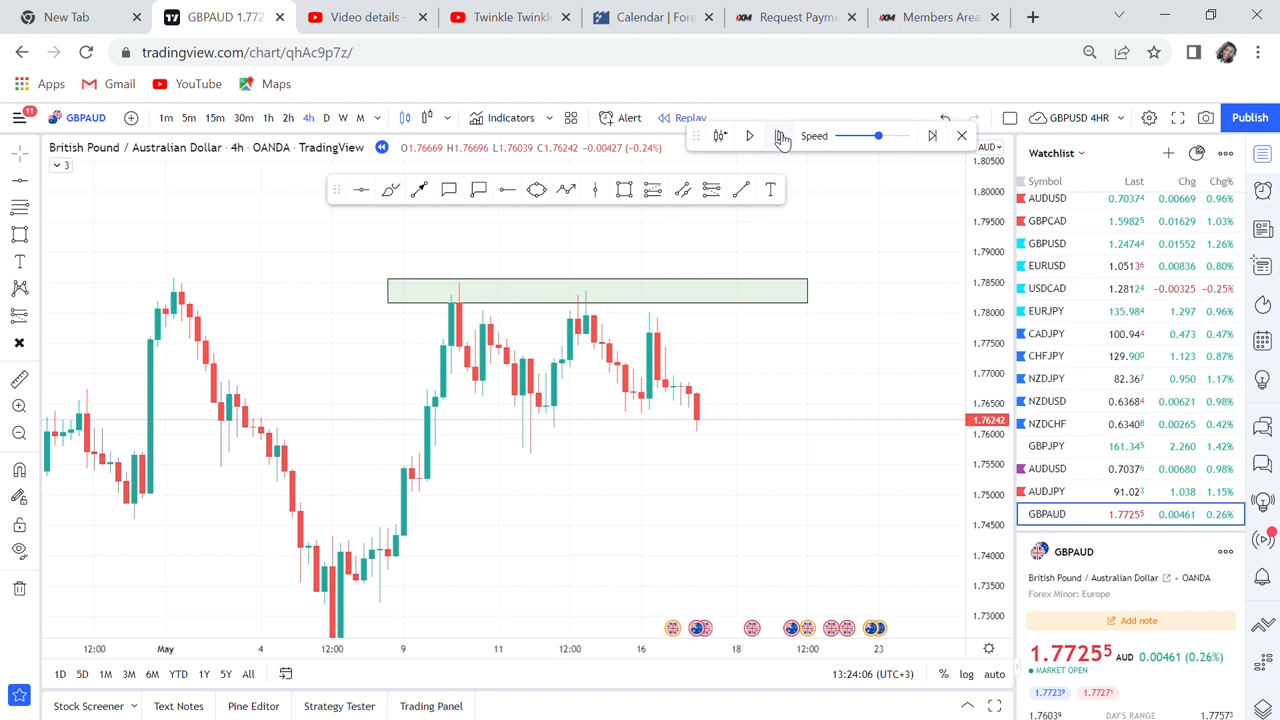 New Tab
GBPAUD 1.772
Video details -
Twinkle Twinkl
Calendar | Fore
Request Payme
Members Area
tradingview.com/chart/qhAc9p7z/
Apps Gmail YouTube Maps
11 GBPAUD 1m 5m 15m 30m 1h 2h 4h D W M Indicators Alert Replay GBPUSD 4HR Publish
Speed
British Pound / Australian Dollar · 4h · OANDA · TradingView O1.76669 H1.76696 L1.76039 C1.76242 −0.00427 (−0.24%) AUD
3
1.80500
1.80000
1.79500
1.79000
1.78500
1.78000
1.77500
1.77000
1.76500
1.76242
1.76000
1.75500
1.75000
1.74500
1.74000
1.73500
1.73000
12:00 May 4 12:00 9 11 12:00 16 18 12:00 23
1D 5D 1M 3M 6M YTD 1Y 5Y All 13:24:06 (UTC+3) % log auto
Stock Screener Text Notes Pine Editor Strategy Tester Trading Panel
Watchlist
Symbol Last Chg Chg%
AUDUSD 0.70374 0.00669 0.96%
GBPCAD 1.59825 0.01629 1.03%
GBPUSD 1.24744 0.01552 1.26%
EURUSD 1.05136 0.00836 0.80%
USDCAD 1.28124 −0.00325 −0.25%
EURJPY 135.984 1.297 0.96%
CADJPY 100.944 0.473 0.47%
CHFJPY 129.900 1.123 0.87%
NZDJPY 82.367 0.950 1.17%
NZDUSD 0.63684 0.00621 0.98%
NZDCHF 0.63408 0.00265 0.42%
GBPJPY 161.345 2.260 1.42%
AUDUSD 0.70376 0.00680 0.98%
AUDJPY 91.023 1.038 1.15%
GBPAUD 1.77255 0.00461 0.26%
GBPAUD
British Pound / Australian Dollar • OANDA
Forex Minor: Europe
Add note
1.77255 AUD 0.00461 (0.26%)
MARKET OPEN
1.77239 1.77271
1.76039 DAY'S RANGE 1.77573